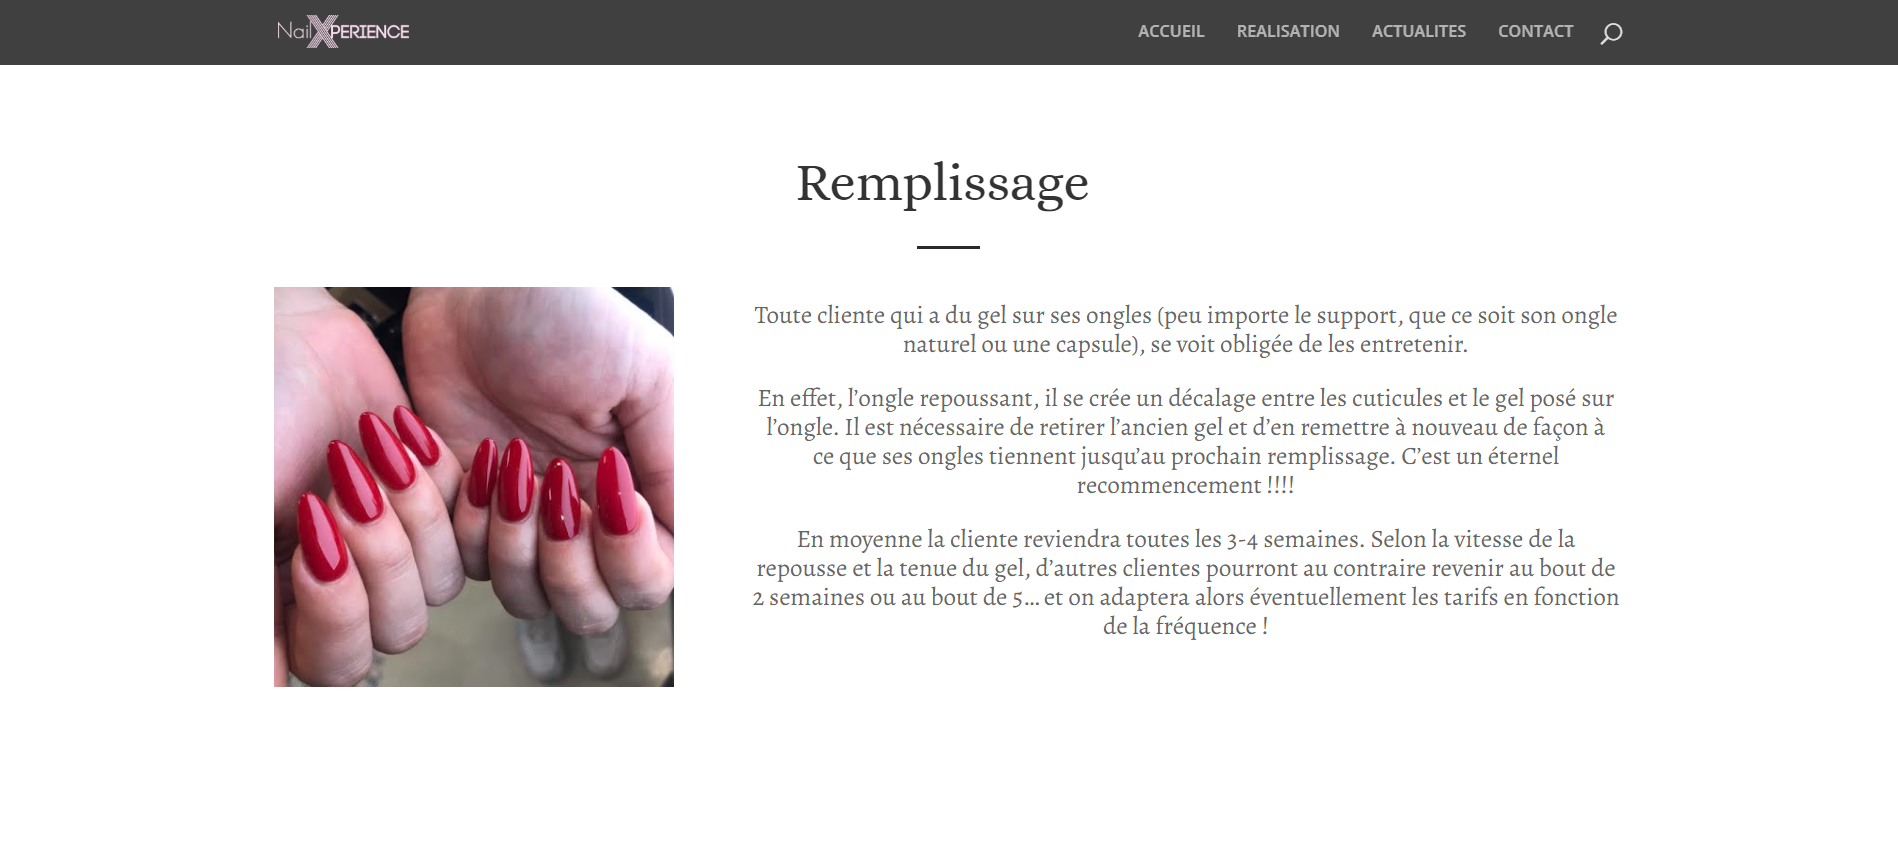 NailXPERIENCE
ACCUEIL
REALISATION
ACTUALITES
CONTACT
Remplissage
Toute cliente qui a du gel sur ses ongles (peu importe le support, que ce soit son ongle
naturel ou une capsule), se voit obligée de les entretenir.
En effet, l’ongle repoussant, il se crée un décalage entre les cuticules et le gel posé sur
l’ongle. Il est nécessaire de retirer l’ancien gel et d’en remettre à nouveau de façon à
ce que ses ongles tiennent jusqu’au prochain remplissage. C’est un éternel
recommencement !!!!
En moyenne la cliente reviendra toutes les 3-4 semaines. Selon la vitesse de la
repousse et la tenue du gel, d’autres clientes pourront au contraire revenir au bout de
2 semaines ou au bout de 5… et on adaptera alors éventuellement les tarifs en fonction
de la fréquence !